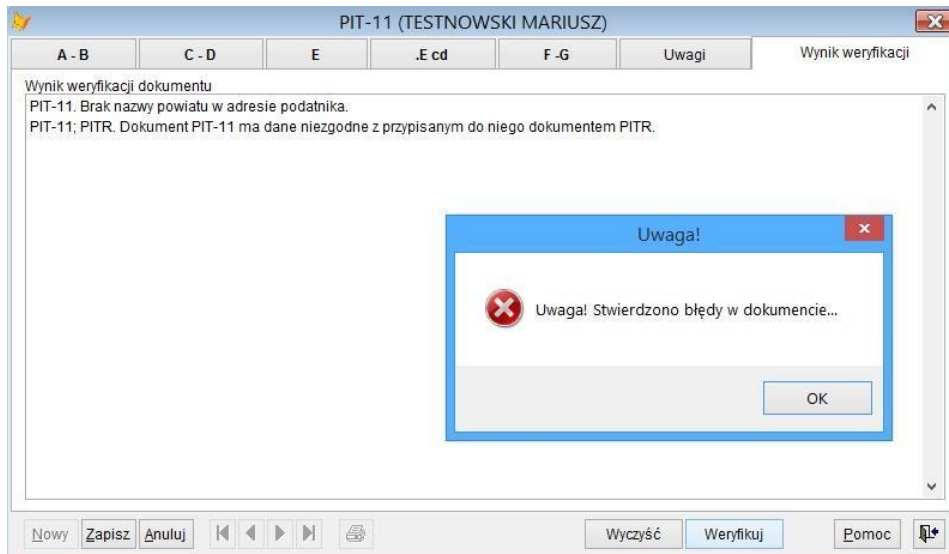 PIT-11 (TESTNOWSKI MARIUSZ)
A - B
C - D
E
.E cd
F -G
Uwagi
Wynik weryfikacji
Wynik weryfikacji dokumentu
PIT-11. Brak nazwy powiatu w adresie podatnika.
PIT-11; PITR. Dokument PIT-11 ma dane niezgodne z przypisanym do niego dokumentem PITR.
Uwaga!
Uwaga! Stwierdzono błędy w dokumencie...
OK
Nowy
Zapisz
Anuluj
Wyczyść
Weryfikuj
Pomoc